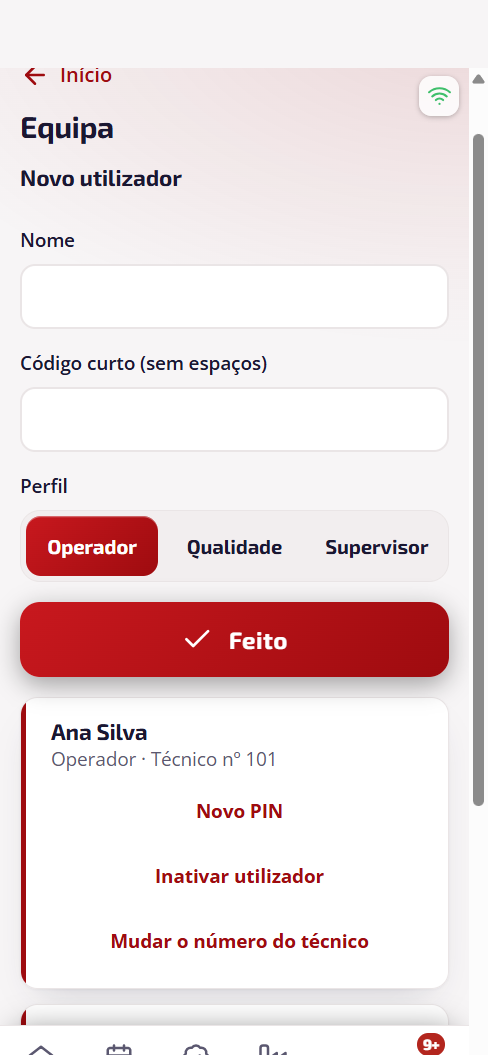 Início
Equipa
Novo utilizador
Nome
Código curto (sem espaços)
Perfil
Operador
Qualidade
Supervisor
Feito
Ana Silva
Operador · Técnico nº 101
Novo PIN
Inativar utilizador
Mudar o número do técnico
9+